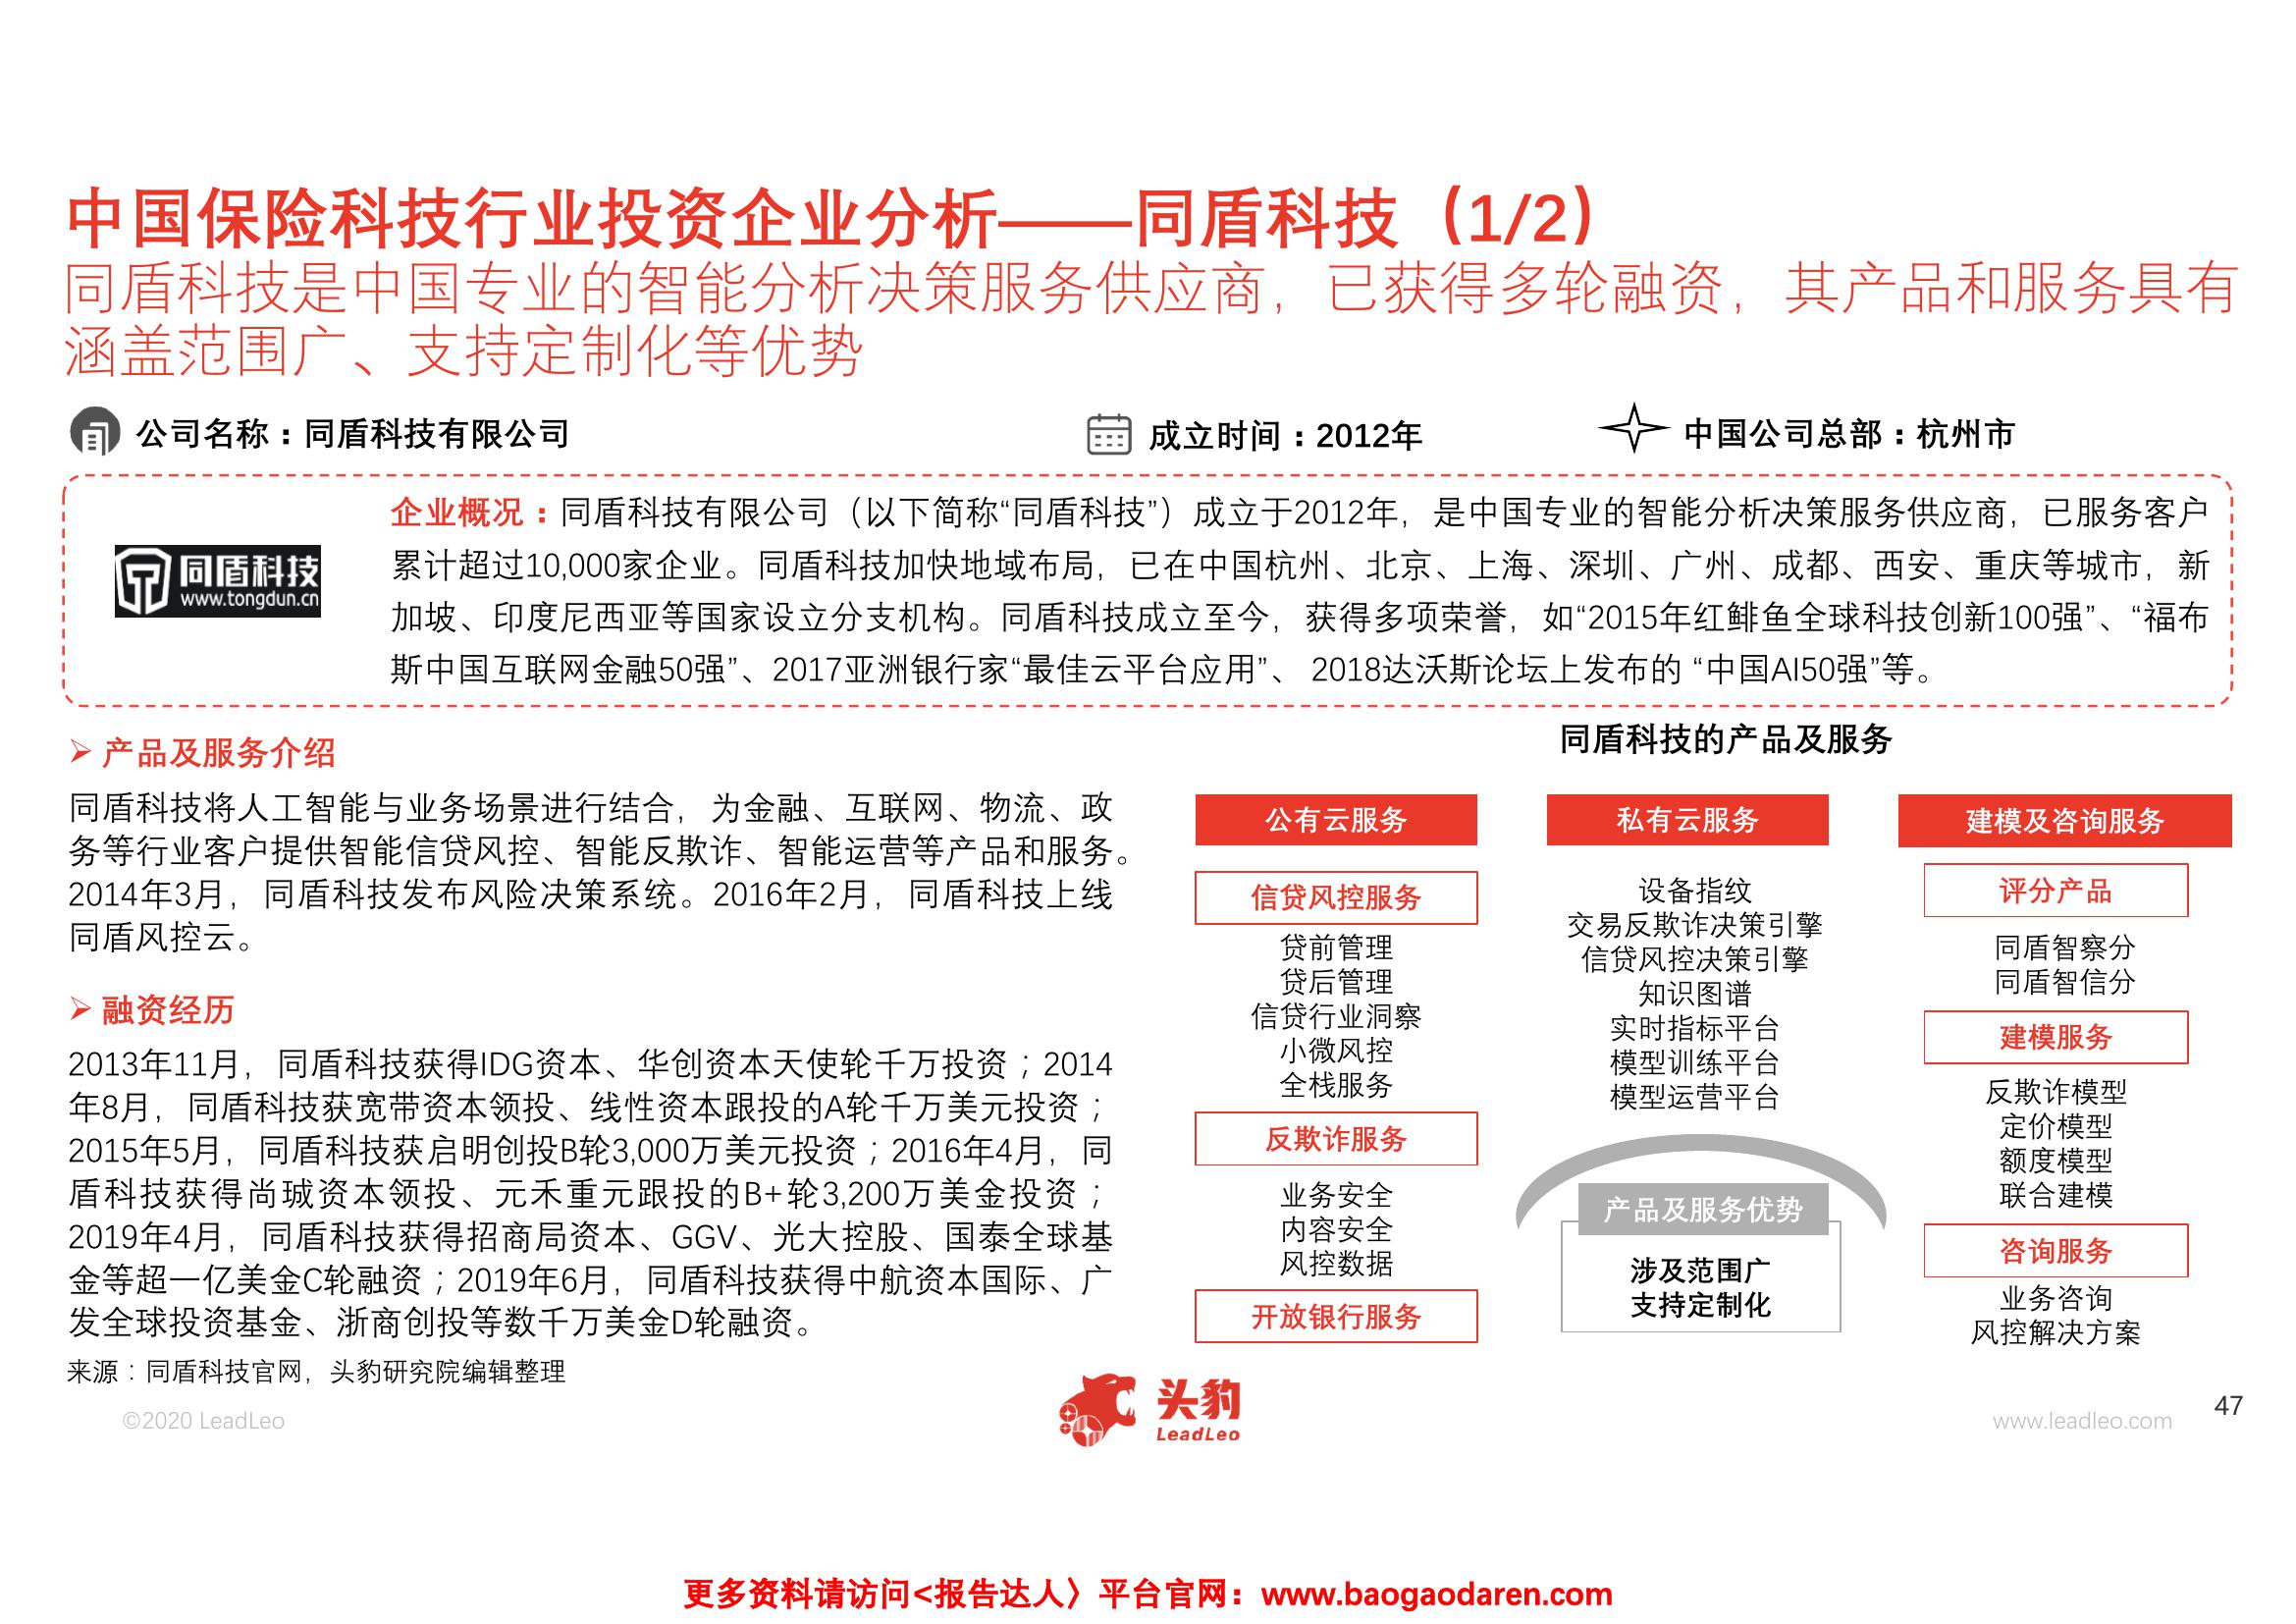 中国保险科技行业投资企业分析——同盾科技（1/2）
同盾科技是中国专业的智能分析决策服务供应商，已获得多轮融资，其产品和服务具有
涵盖范围广、支持定制化等优势
公司名称：同盾科技有限公司
成立时间：2012年
中国公司总部：杭州市
同盾科技
www.tongdun.cn
企业概况：同盾科技有限公司（以下简称“同盾科技”）成立于2012年，是中国专业的智能分析决策服务供应商，已服务客户
累计超过10,000家企业。同盾科技加快地域布局，已在中国杭州、北京、上海、深圳、广州、成都、西安、重庆等城市，新
加坡、印度尼西亚等国家设立分支机构。同盾科技成立至今，获得多项荣誉，如“2015年红鲱鱼全球科技创新100强”、“福布
斯中国互联网金融50强”、2017亚洲银行家“最佳云平台应用”、 2018达沃斯论坛上发布的 “中国AI50强”等。
➢ 产品及服务介绍
同盾科技将人工智能与业务场景进行结合，为金融、互联网、物流、政
务等行业客户提供智能信贷风控、智能反欺诈、智能运营等产品和服务。
2014年3月，同盾科技发布风险决策系统。2016年2月，同盾科技上线
同盾风控云。
➢ 融资经历
2013年11月，同盾科技获得IDG资本、华创资本天使轮千万投资；2014
年8月，同盾科技获宽带资本领投、线性资本跟投的A轮千万美元投资；
2015年5月，同盾科技获启明创投B轮3,000万美元投资；2016年4月，同
盾科技获得尚珹资本领投、元禾重元跟投的B+轮3,200万美金投资；
2019年4月，同盾科技获得招商局资本、GGV、光大控股、国泰全球基
金等超一亿美金C轮融资；2019年6月，同盾科技获得中航资本国际、广
发全球投资基金、浙商创投等数千万美金D轮融资。
同盾科技的产品及服务
公有云服务
信贷风控服务
贷前管理
贷后管理
信贷行业洞察
小微风控
全栈服务
反欺诈服务
业务安全
内容安全
风控数据
开放银行服务
私有云服务
设备指纹
交易反欺诈决策引擎
信贷风控决策引擎
知识图谱
实时指标平台
模型训练平台
模型运营平台
产品及服务优势
涉及范围广
支持定制化
建模及咨询服务
评分产品
同盾智察分
同盾智信分
建模服务
反欺诈模型
定价模型
额度模型
联合建模
咨询服务
业务咨询
风控解决方案
来源：同盾科技官网，头豹研究院编辑整理
©2020 LeadLeo
头豹
LeadLeo
www.leadleo.com
47
更多资料请访问<报告达人〉平台官网：www.baogaodaren.com